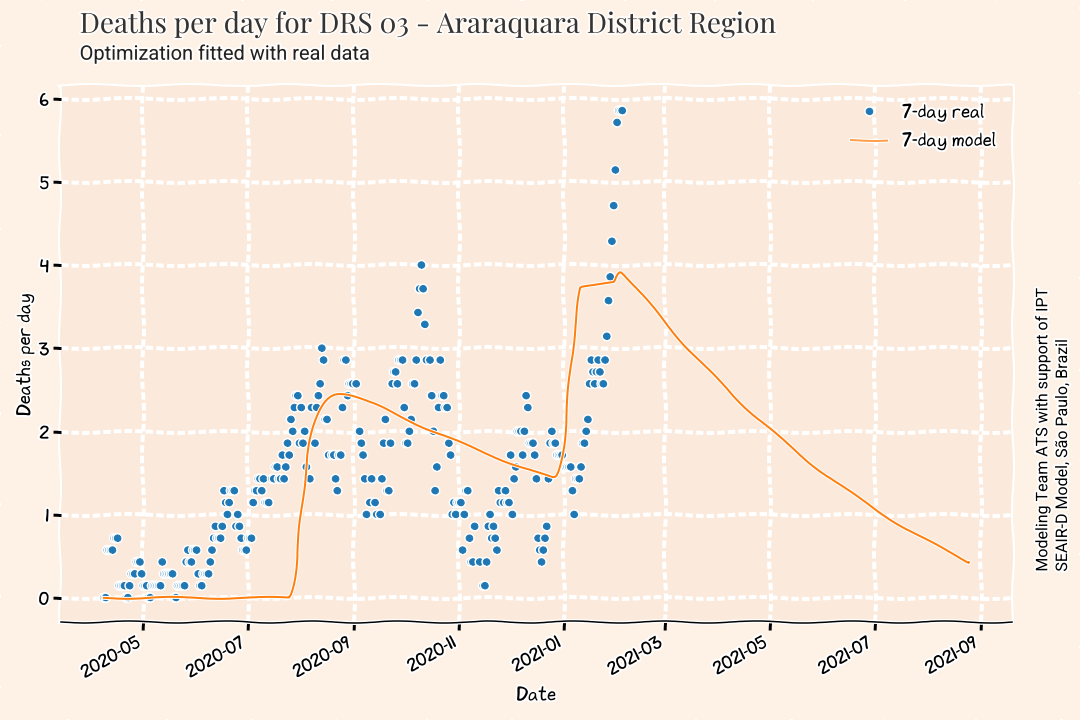 Deaths per day for DRS 03 - Araraquara District Region
Optimization fitted with real data
7-day real
7-day model
6
5
4
3
2
1
0
Deaths per day
2020-05
2020-07
2020-09
2020-11
2021-01
2021-03
2021-05
2021-07
2021-09
Date
Modeling Team ATS with support of IPT
SEAIR-D Model, São Paulo, Brazil